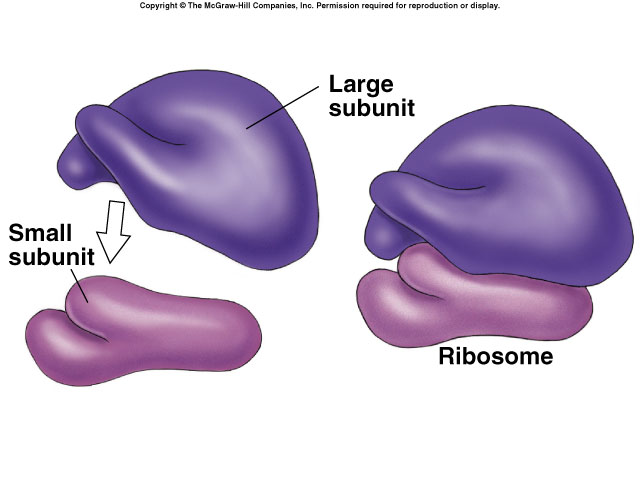 Copyright © The McGraw-Hill Companies, Inc. Permission required for reproduction or display.
Large
subunit
Small
subunit
Ribosome